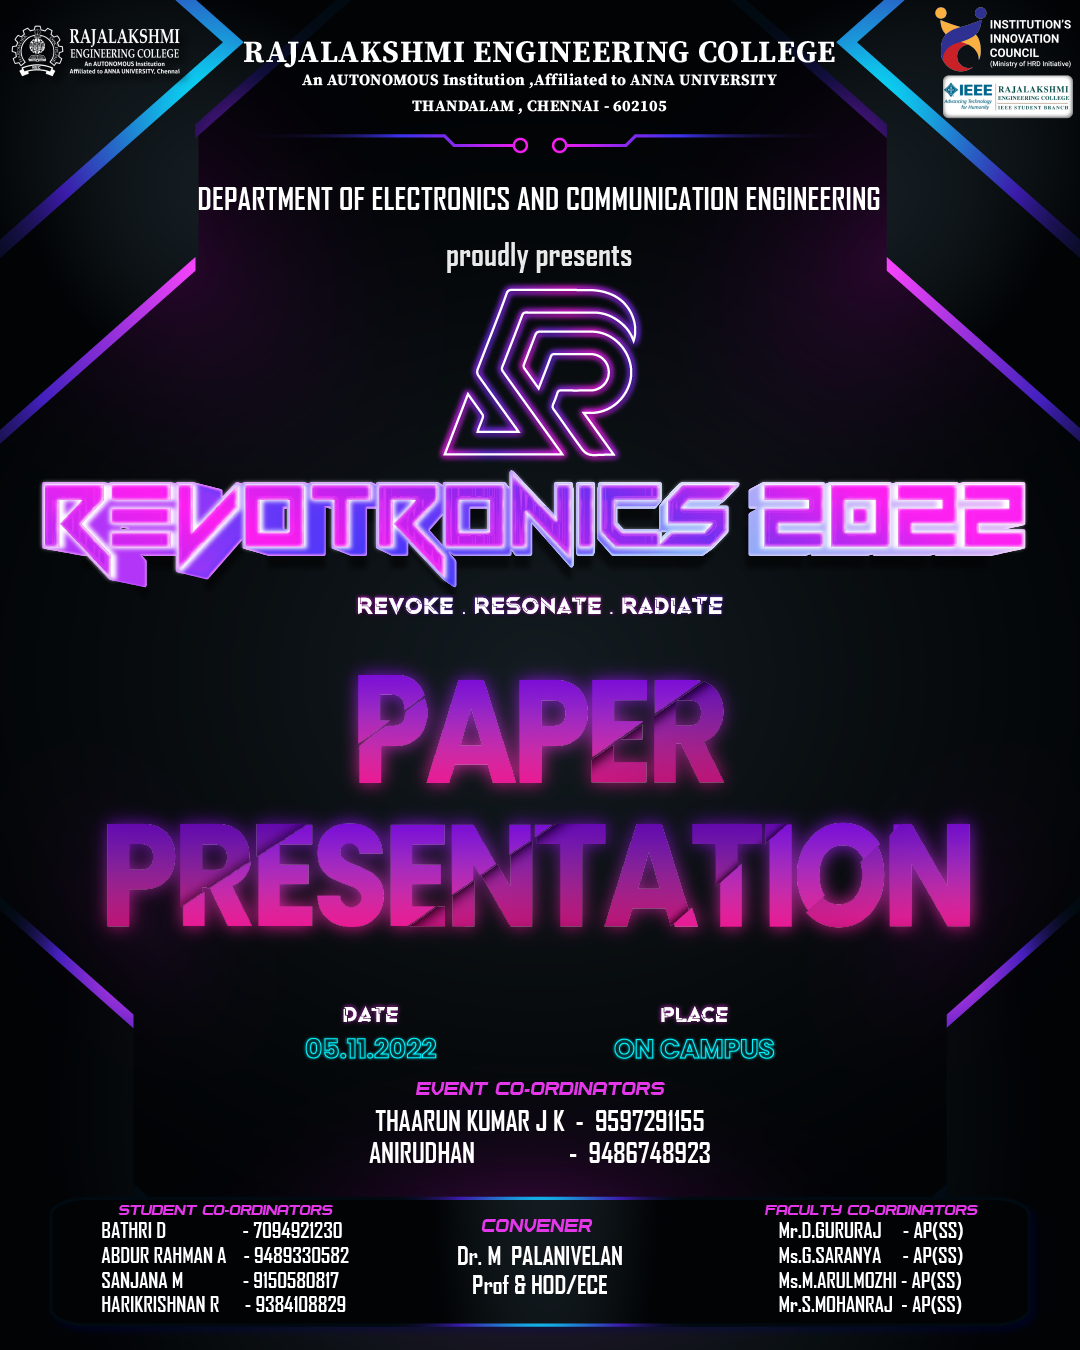 RAJALAKSHMI
ENGINEERING COLLEGE
An AUTONOMOUS Institution
Affiliated to ANNA UNIVERSITY, Chennai
RAJALAKSHMI ENGINEERING COLLEGE
An AUTONOMOUS Institution ,Affiliated to ANNA UNIVERSITY
THANDALAM , CHENNAI - 602105
INSTITUTION'S
INNOVATION
COUNCIL
(Ministry of HRD Initiative)
IEEE
Advancing Technology
for Humanity
RAJALAKSHMI
ENGINEERING COLLEGE
IEEE STUDENT BRANCH
DEPARTMENT OF ELECTRONICS AND COMMUNICATION ENGINEERING
proudly presents
REVOTRONICS 2022
REVOKE . RESONATE . RADIATE
PAPER
PRESENTATION
DATE
05.11.2022
PLACE
ON CAMPUS
EVENT CO-ORDINATORS
THAARUN KUMAR J K - 9597291155
ANIRUDHAN - 9486748923
STUDENT CO-ORDINATORS
BATHRI D - 7094921230
ABDUR RAHMAN A - 9489330582
SANJANA M - 9150580817
HARIKRISHNAN R - 9384108829
CONVENER
Dr. M PALANIVELAN
Prof & HOD/ECE
FACULTY CO-ORDINATORS
Mr.D.GURURAJ - AP(SS)
Ms.G.SARANYA - AP(SS)
Ms.M.ARULMOZHI - AP(SS)
Mr.S.MOHANRAJ - AP(SS)